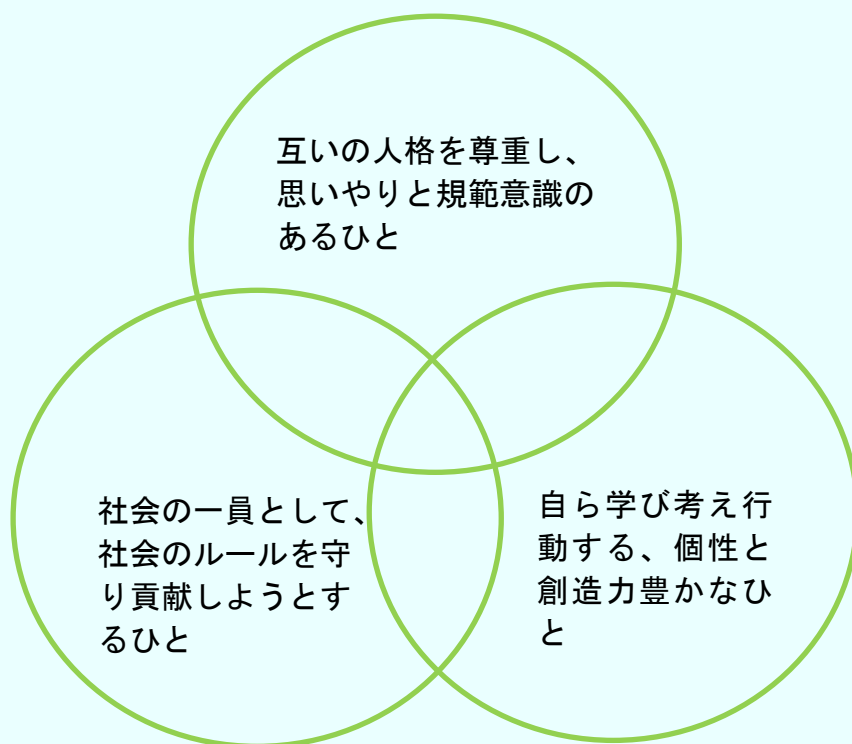 互いの人格を尊重し、
思いやりと規範意識の
あるひと
社会の一員として、
社会のルールを守
り貢献しようとす
るひと
自ら学び考え行
動する、個性と
創造力豊かなひ
と